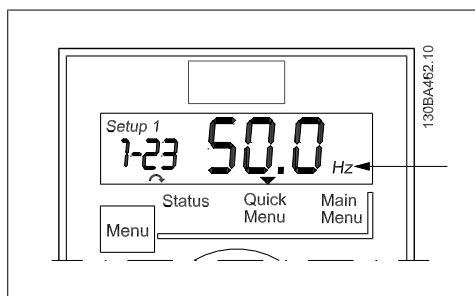 130BA462.10
Setup 1
1-23 50.0 Hz
Status Quick Menu Main Menu
Menu